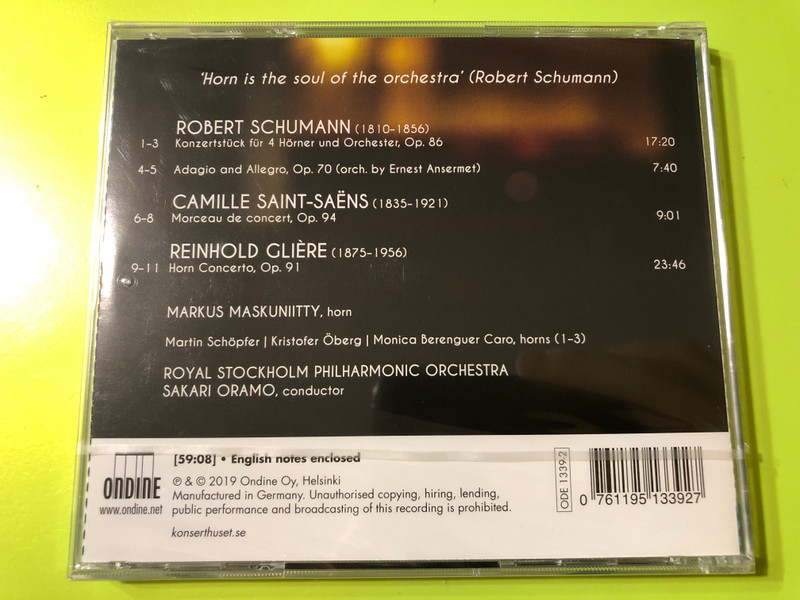 'Horn is the soul of the orchestra' (Robert Schumann)
ROBERT SCHUMANN (1810–1856)
1–3 Konzertstück für 4 Hörner und Orchester, Op. 86 17:20
4–5 Adagio and Allegro, Op. 70 (orch. by Ernest Ansermet) 7:40
CAMILLE SAINT-SAËNS (1835–1921)
6–8 Morceau de concert, Op. 94 9:01
REINHOLD GLIÈRE (1875–1956)
9–11 Horn Concerto, Op. 91 23:46
MARKUS MASKUNIITTY, horn
Martin Schöpfer | Kristofer Öberg | Monica Berenguer Caro, horns (1–3)
ROYAL STOCKHOLM PHILHARMONIC ORCHESTRA
SAKARI ORAMO, conductor
[59:08] • English notes enclosed
℗ & © 2019 Ondine Oy, Helsinki
Manufactured in Germany. Unauthorised copying, hiring, lending,
public performance and broadcasting of this recording is prohibited.
konserthuset.se
ONDINE
www.ondine.net
ODE 1339-2
0 761195 133927